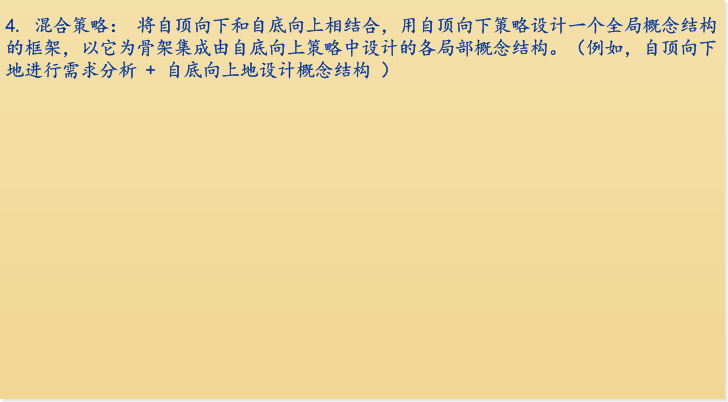 4. 混合策略： 将自顶向下和自底向上相结合，用自顶向下策略设计一个全局概念结构
的框架，以它为骨架集成由自底向上策略中设计的各局部概念结构。（例如，自顶向下
地进行需求分析 + 自底向上地设计概念结构 ）